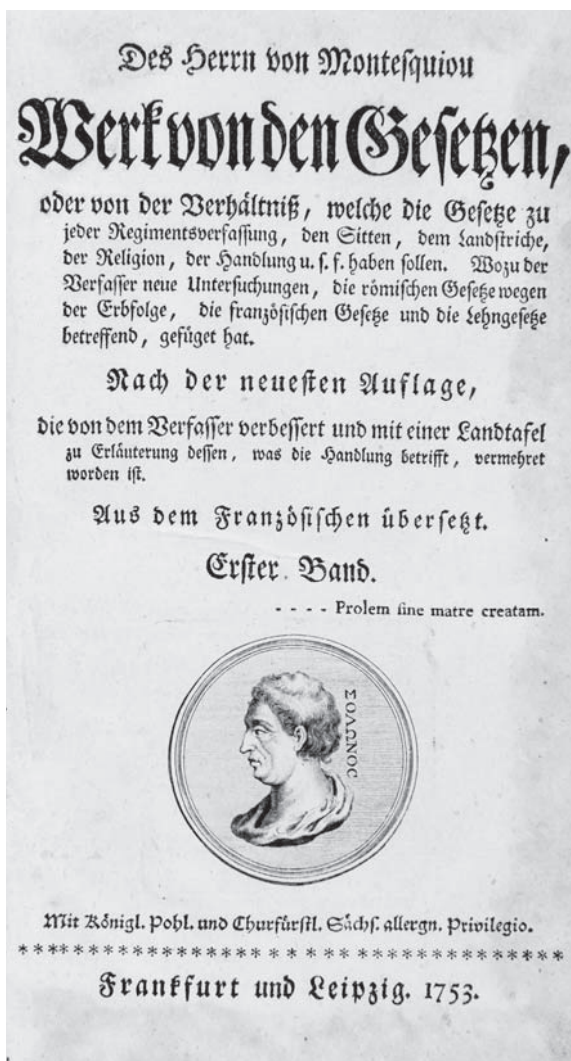 Des Herrn von Montesquiou
Werk von den Gesetzen,
oder von der Verhältniß, welche die Gesetze zu
jeder Regimentsverfassung, den Sitten, dem Landstriche,
der Religion, der Handlung u. s. f. haben sollen. Wozu der
Verfasser neue Untersuchungen, die römischen Gesetze wegen
der Erbfolge, die französischen Gesetze und die Lehngesetze
betreffend, gefüget hat.
Nach der neuesten Auflage,
die von dem Verfasser verbessert und mit einer Landtafel
zu Erläuterung dessen, was die Handlung betrifft, vermehret
worden ist.
Aus dem Französischen übersetzt.
Erster Band.
- - - - Prolem sine matre creatam.
ΣΟΛΩΝΟC
Mit Königl. Pohl. und Churfürstl. Sächs. allergn. Privilegio.
Frankfurt und Leipzig. 1753.